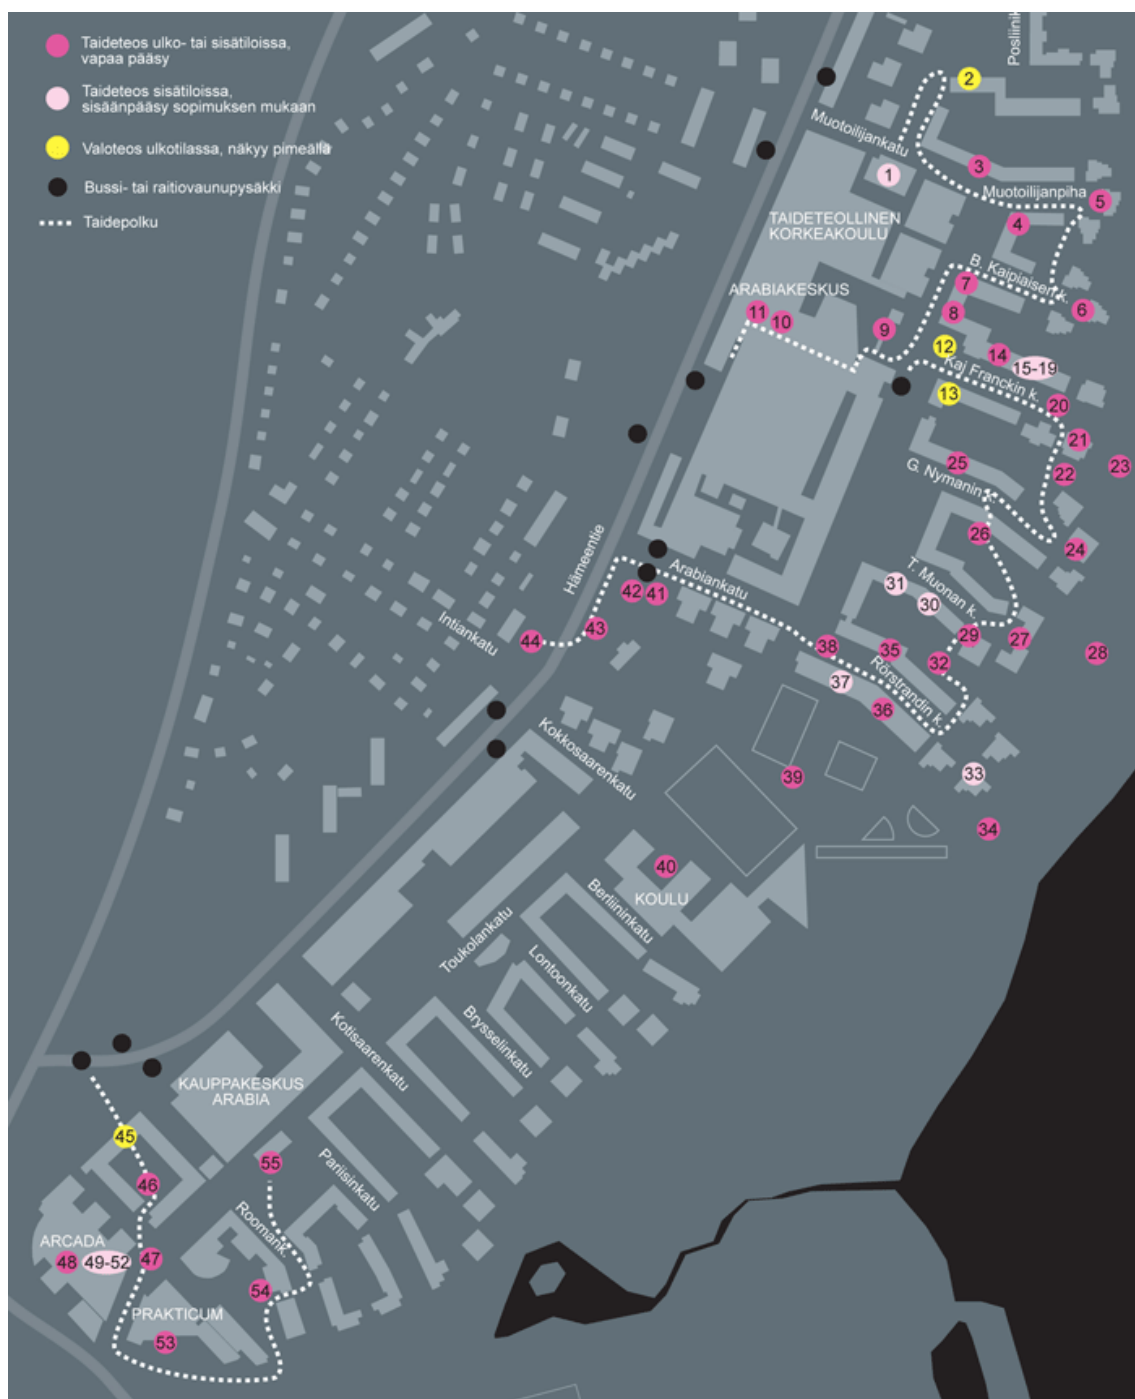 Taideteos ulko- tai sisätiloissa,
vapaa pääsy
Taideteos sisätiloissa,
sisäänpääsy sopimuksen mukaan
Valoteos ulkotilassa, näkyy pimeällä
Bussi- tai raitiovaunupysäkki
Taidepolku
Posliinik
2
Muotoilijankatu
1
3
Muotoilijanpiha
5
4
TAIDETEOLLINEN
KORKEAKOULU
B. Kaipiaisen k.
ARABIAKESKUS
7
6
8
11
10
9
12
14
15-19
Kaj Franckin k.
13
20
21
25
23
22
G. Nymanin k.
26
24
Hämeentie
Arabiankatu
T. Muonan k.
31
30
42
41
Intiankatu
44
43
29
27
38
35
28
32
Rörstrandin k.
37
36
Kokkosaarenkatu
39
33
34
40
KOULU
Berliininkatu
Toukolankatu
Lontoonkatu
Brysselinkatu
Kotisaarenkatu
KAUPPAKESKUS
ARABIA
45
55
Pariisinkatu
46
Roomank.
ARCADA
48
49-52
47
54
PRAKTICUM
53